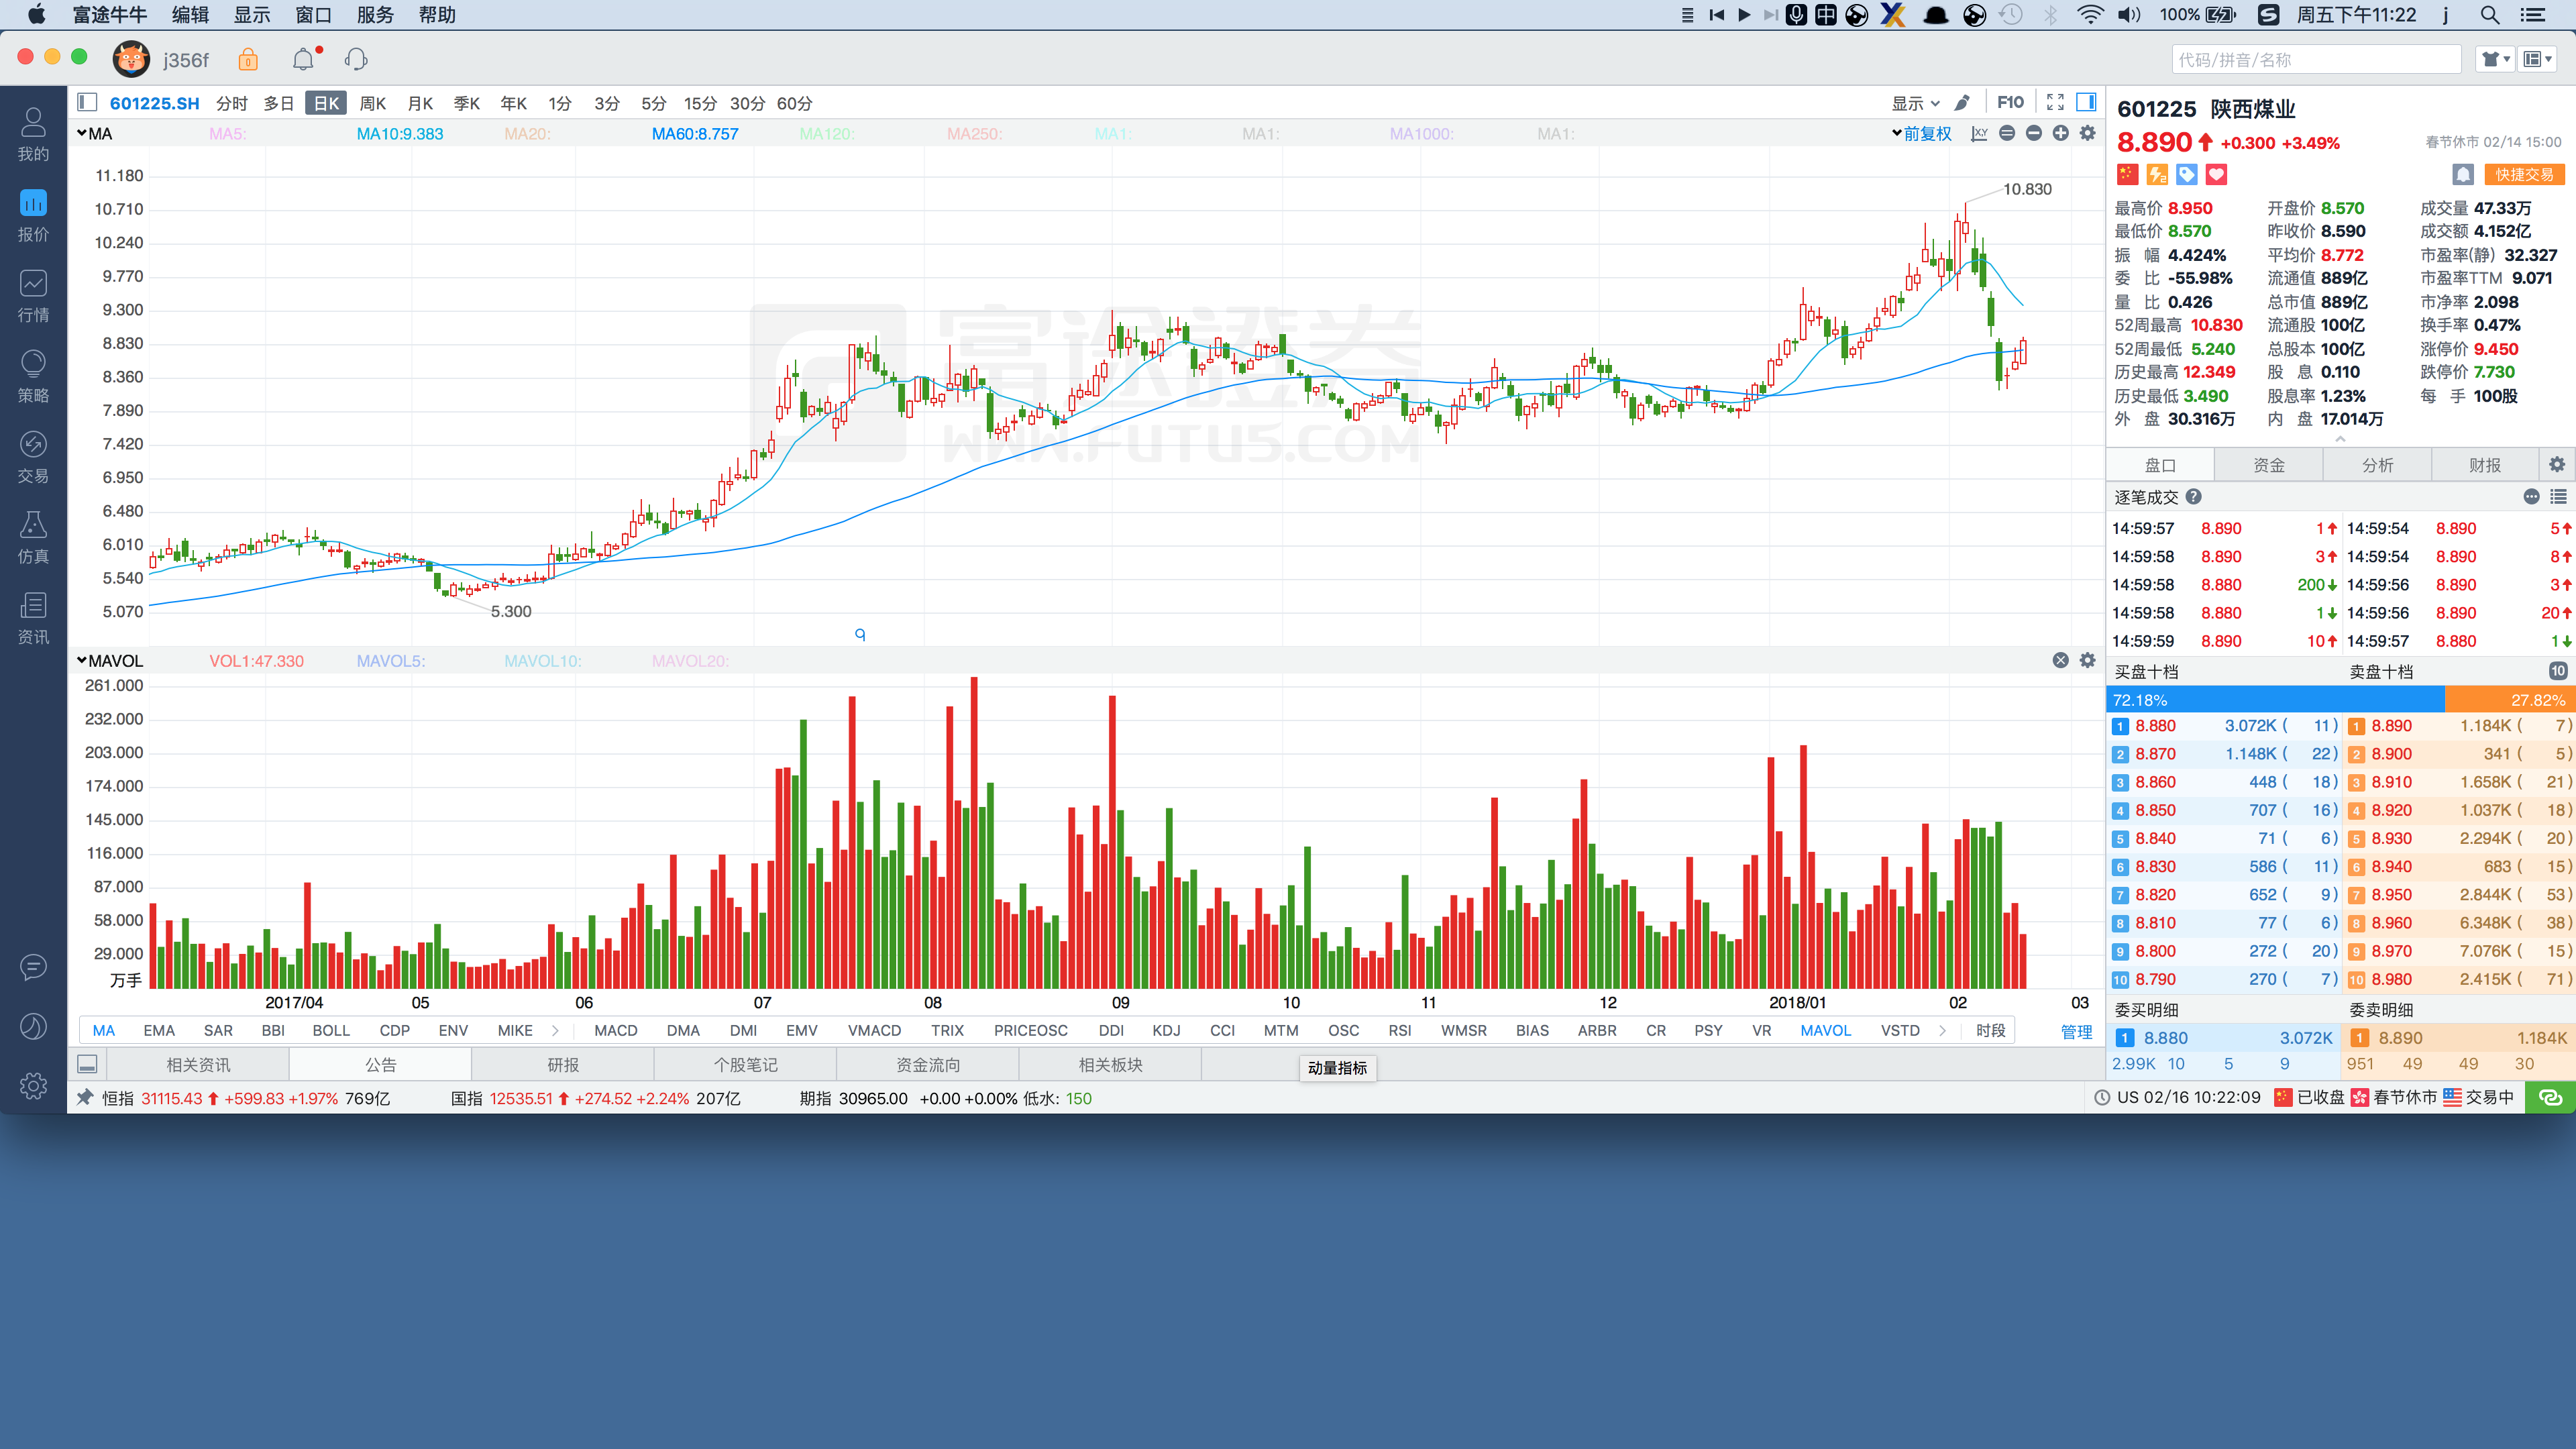 富途牛牛 编辑 显示 窗口 服务 帮助 中 100% 周五下午11:22 j
j356f 代码/拼音/名称
我的
报价
行情
策略
交易
仿真
资讯
601225.SH 分时 多日 日K 周K 月K 季K 年K 1分 3分 5分 15分 30分 60分 显示 F10
MA MA5: MA10:9.383 MA20: MA60:8.757 MA120: MA250: MA1: MA1: MA1000: MA1: 前复权
11.180
10.710
10.240
9.770
9.300
8.830
8.360
7.890
7.420
6.950
6.480
6.010
5.540
5.070
10.830
5.300
富途證券
WWW.FUTU5.COM
q
MAVOL VOL1:47.330 MAVOL5: MAVOL10: MAVOL20:
261.000
232.000
203.000
174.000
145.000
116.000
87.000
58.000
29.000
万手
2017/04 05 06 07 08 09 10 11 12 2018/01 02 03
MA EMA SAR BBI BOLL CDP ENV MIKE MACD DMA DMI EMV VMACD TRIX PRICEOSC DDI KDJ CCI MTM OSC RSI WMSR BIAS ARBR CR PSY VR MAVOL VSTD 时段 管理
相关资讯 公告 研报 个股笔记 资金流向 相关板块
动量指标
恒指 31115.43 +599.83 +1.97% 769亿 国指 12535.51 +274.52 +2.24% 207亿 期指 30965.00 +0.00 +0.00% 低水: 150 US 02/16 10:22:09 已收盘 春节休市 交易中
601225 陕西煤业
8.890 +0.300 +3.49% 春节休市 02/14 15:00
快捷交易
最高价 8.950 开盘价 8.570 成交量 47.33万
最低价 8.570 昨收价 8.590 成交额 4.152亿
振 幅 4.424% 平均价 8.772 市盈率(静) 32.327
委 比 -55.98% 流通值 889亿 市盈率TTM 9.071
量 比 0.426 总市值 889亿 市净率 2.098
52周最高 10.830 流通股 100亿 换手率 0.47%
52周最低 5.240 总股本 100亿 涨停价 9.450
历史最高 12.349 股 息 0.110 跌停价 7.730
历史最低 3.490 股息率 1.23% 每 手 100股
外 盘 30.316万 内 盘 17.014万
盘口 资金 分析 财报
逐笔成交
14:59:57 8.890 1 14:59:54 8.890 5
14:59:58 8.890 3 14:59:54 8.890 8
14:59:58 8.880 200 14:59:56 8.890 3
14:59:58 8.880 1 14:59:56 8.890 20
14:59:59 8.890 10 14:59:57 8.880 1
买盘十档 卖盘十档 10
72.18% 27.82%
1 8.880 3.072K ( 11 ) 1 8.890 1.184K ( 7 )
2 8.870 1.148K ( 22 ) 2 8.900 341 ( 5 )
3 8.860 448 ( 18 ) 3 8.910 1.658K ( 21 )
4 8.850 707 ( 16 ) 4 8.920 1.037K ( 18 )
5 8.840 71 ( 6 ) 5 8.930 2.294K ( 20 )
6 8.830 586 ( 11 ) 6 8.940 683 ( 15 )
7 8.820 652 ( 9 ) 7 8.950 2.844K ( 53 )
8 8.810 77 ( 6 ) 8 8.960 6.348K ( 38 )
9 8.800 272 ( 20 ) 9 8.970 7.076K ( 15 )
10 8.790 270 ( 7 ) 10 8.980 2.415K ( 71 )
委买明细 委卖明细
1 8.880 3.072K 1 8.890 1.184K
2.99K 10 5 9 951 49 49 30